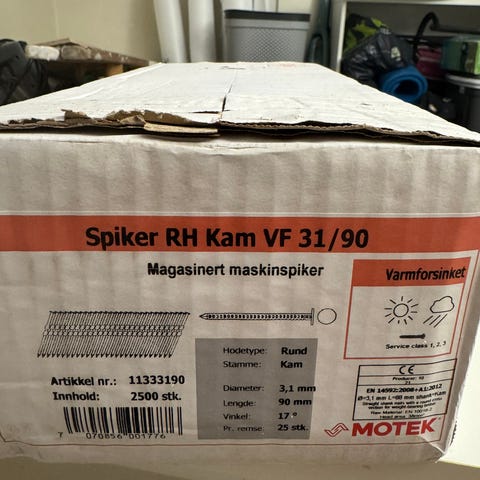 Spiker RH Kam VF 31/90
Magasinert maskinspiker
Varmforsinket
Service class 1, 2, 3
Hodetype: Rund
Stamme: Kam
Diameter: 3,1 mm
Lengde: 90 mm
Vinkel: 17°
Pr. remse: 25 stk.
Artikkel nr.: 11333190
Innhold: 2500 stk.
7 070856 001776
CE
EN 14592:2008+A1:2012
MOTEK